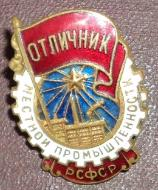 ОТЛИЧНИК
МЕСТНОЙ ПРОМЫШЛЕННОСТИ
РСФСР